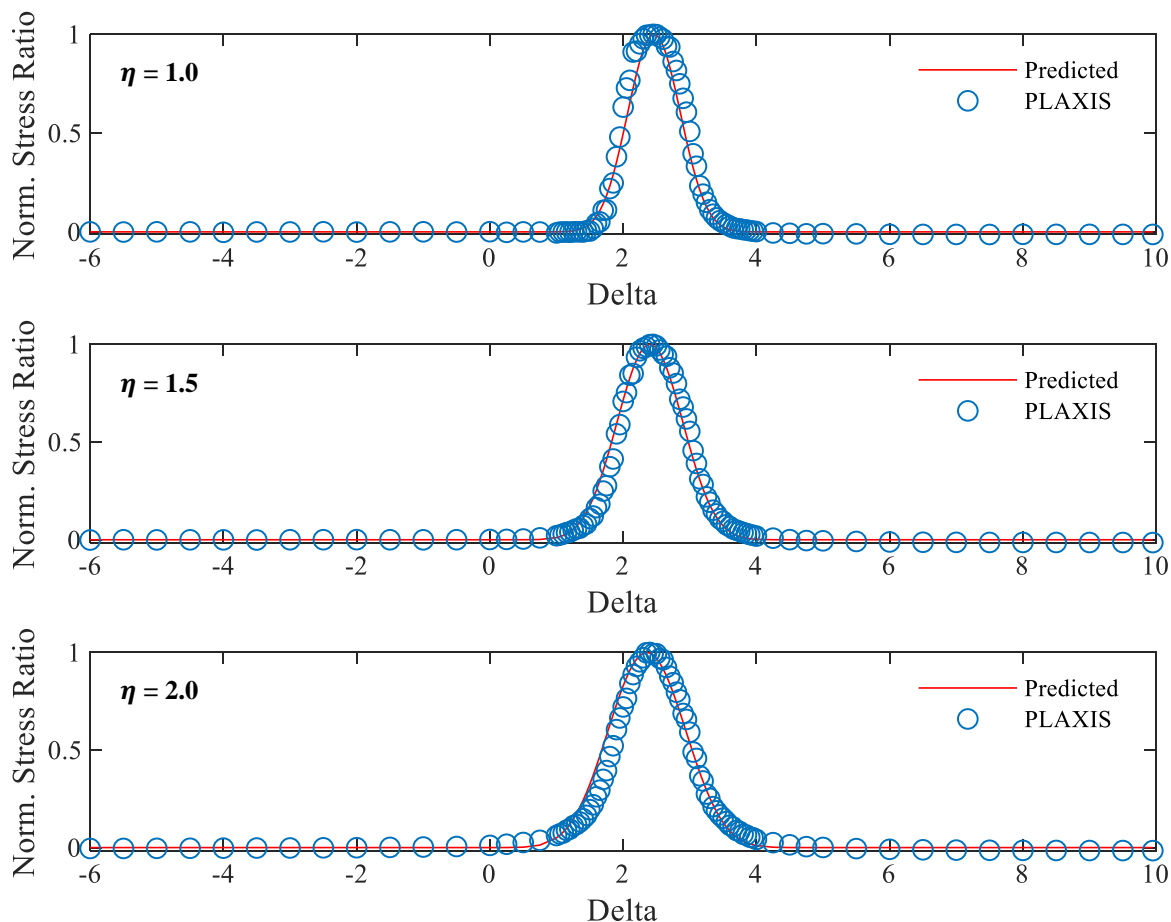 Norm. Stress Ratio
1
0.5
0
η = 1.0
Predicted
PLAXIS
-6 -4 -2 0 2 4 6 8 10
Delta
Norm. Stress Ratio
1
0.5
0
η = 1.5
Predicted
PLAXIS
-6 -4 -2 0 2 4 6 8 10
Delta
Norm. Stress Ratio
1
0.5
0
η = 2.0
Predicted
PLAXIS
-6 -4 -2 0 2 4 6 8 10
Delta